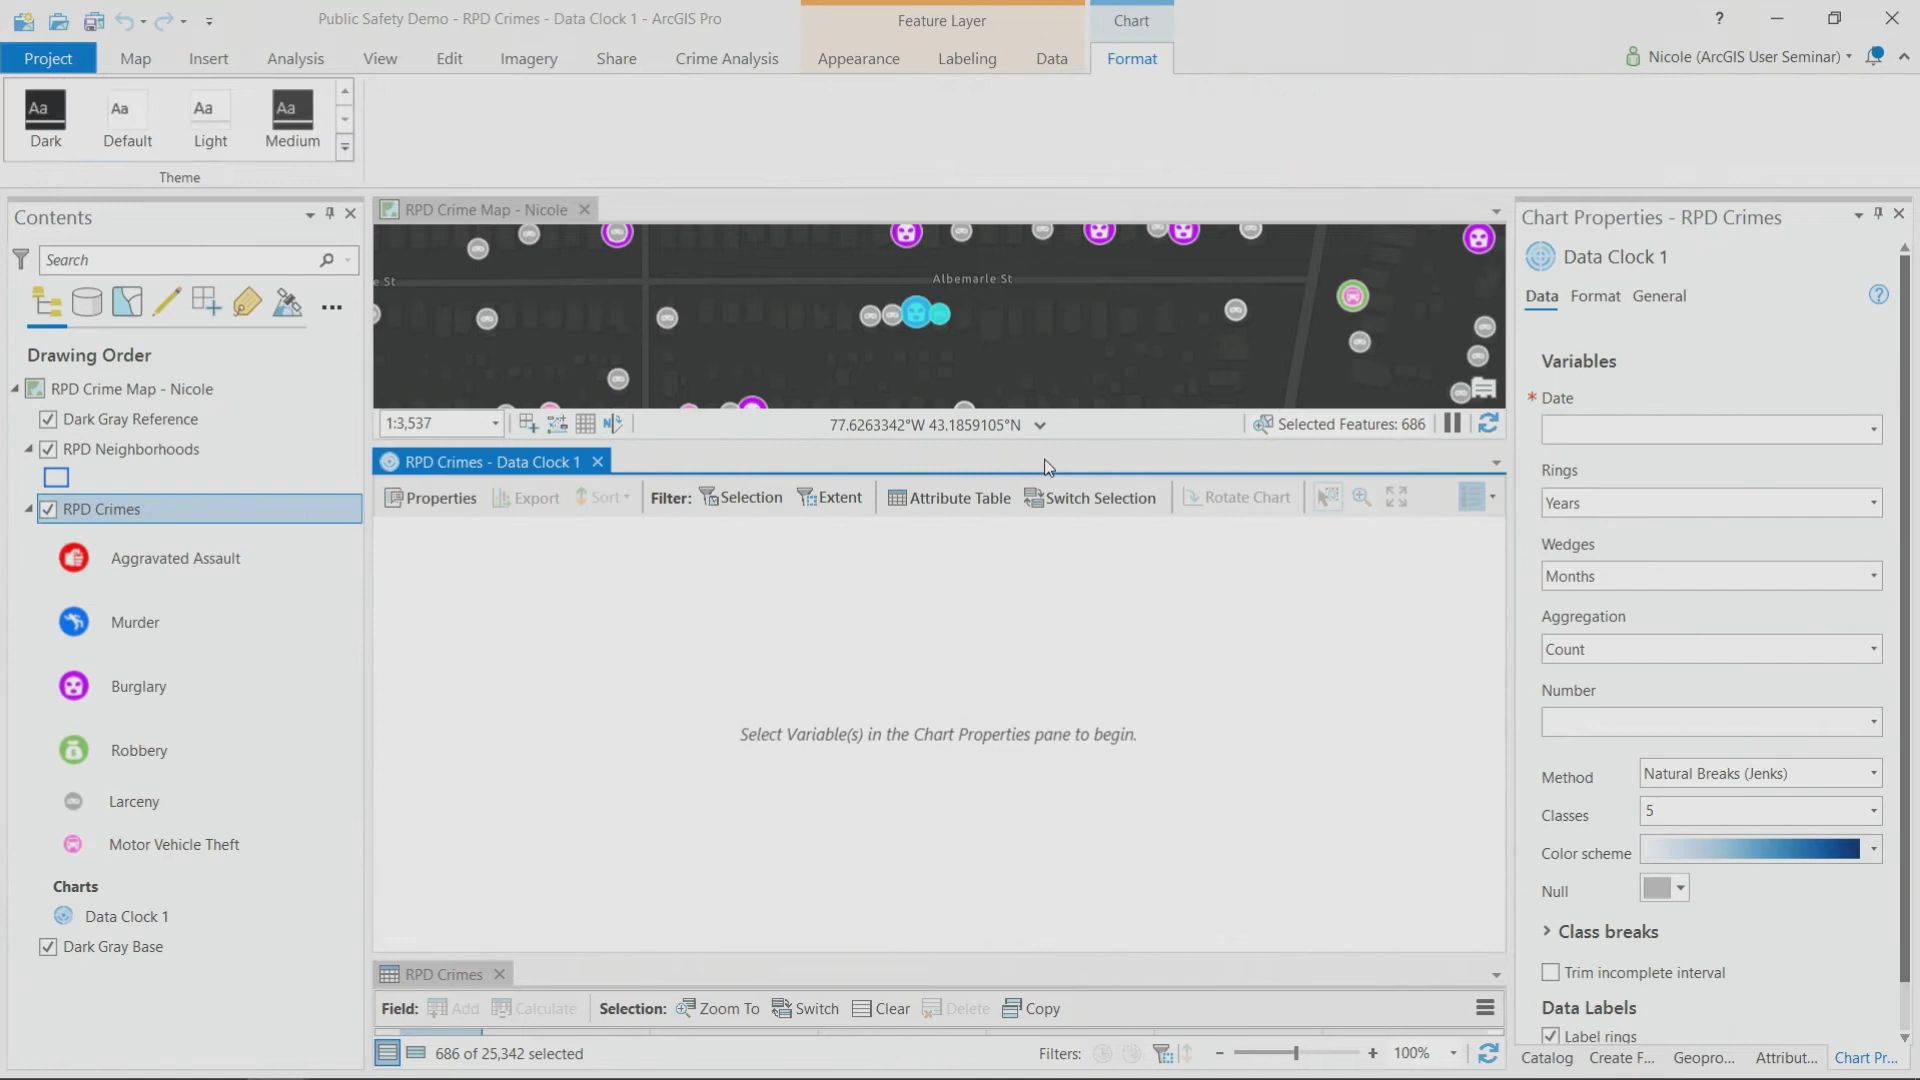 Public Safety Demo - RPD Crimes - Data Clock 1 - ArcGIS Pro
Feature Layer
Chart
?
Project
Map
Insert
Analysis
View
Edit
Imagery
Share
Crime Analysis
Appearance
Labeling
Data
Format
Nicole (ArcGIS User Seminar)
Aa
Aa
Aa
Aa
Dark
Default
Light
Medium
Theme
Contents
Search
Drawing Order
RPD Crime Map - Nicole
Dark Gray Reference
RPD Neighborhoods
RPD Crimes
Aggravated Assault
Murder
Burglary
Robbery
Larceny
Motor Vehicle Theft
Charts
Data Clock 1
Dark Gray Base
RPD Crime Map - Nicole
e St
Albemarle St
1:3,537
77.6263342°W 43.1859105°N
Selected Features: 686
RPD Crimes - Data Clock 1
Properties
Export
Sort
Filter:
Selection
Extent
Attribute Table
Switch Selection
Rotate Chart
Select Variable(s) in the Chart Properties pane to begin.
RPD Crimes
Field:
Add
Calculate
Selection:
Zoom To
Switch
Clear
Delete
Copy
686 of 25,342 selected
Filters:
100%
Chart Properties - RPD Crimes
Data Clock 1
Data
Format
General
?
Variables
* Date
Rings
Years
Wedges
Months
Aggregation
Count
Number
Method
Natural Breaks (Jenks)
Classes
5
Color scheme
Null
Class breaks
Trim incomplete interval
Data Labels
Label rings
Catalog
Create F...
Geopro...
Attribut...
Chart Pr...